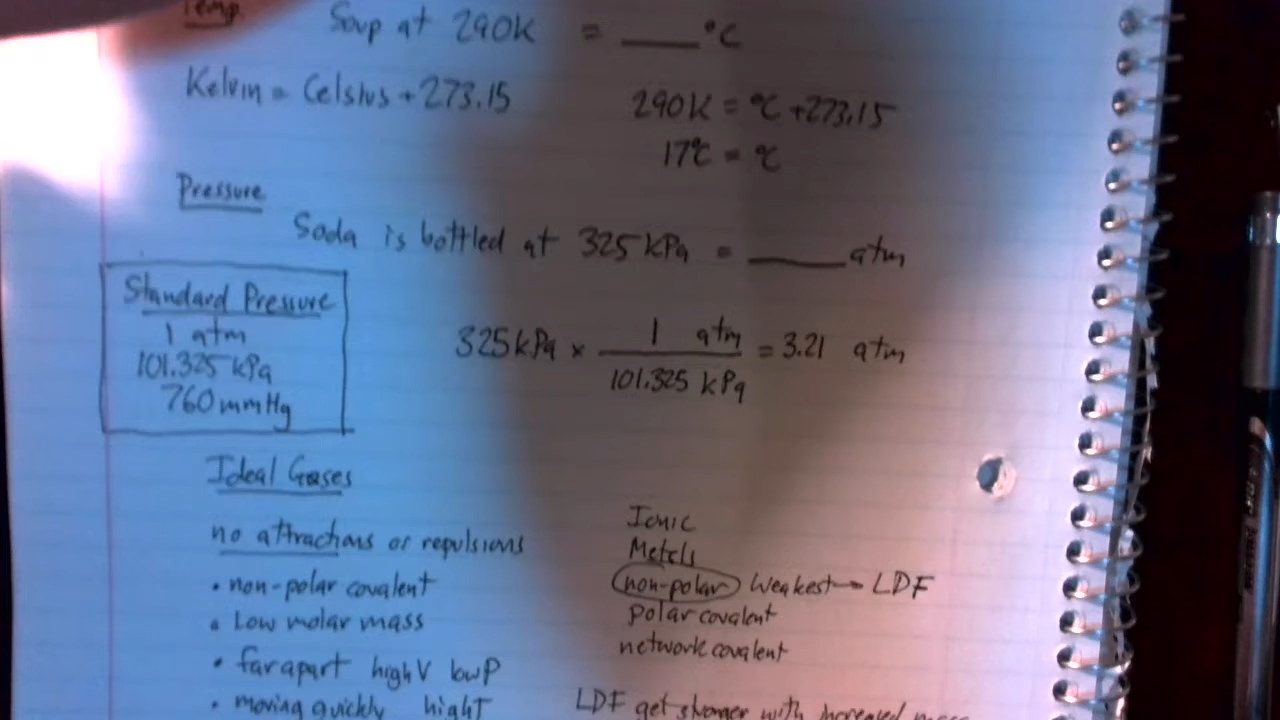 Temp.
Soup at 290K = ____ °C
Kelvin = Celsius + 273.15
290K = °C + 273.15
17°C = °C
Pressure
Soda is bottled at 325 kPa = ____ atm
Standard Pressure
1 atm
101.325 kPa
760 mmHg
325 kPa × 1 atm / 101.325 kPa = 3.21 atm
Ideal Gases
no attractions or repulsions
• non-polar covalent
• Low molar mass
• far apart high V low P
• moving quickly high T
Ionic
Metals
non-polar weakest → LDF
polar covalent
network covalent
LDF get stronger with increased mass